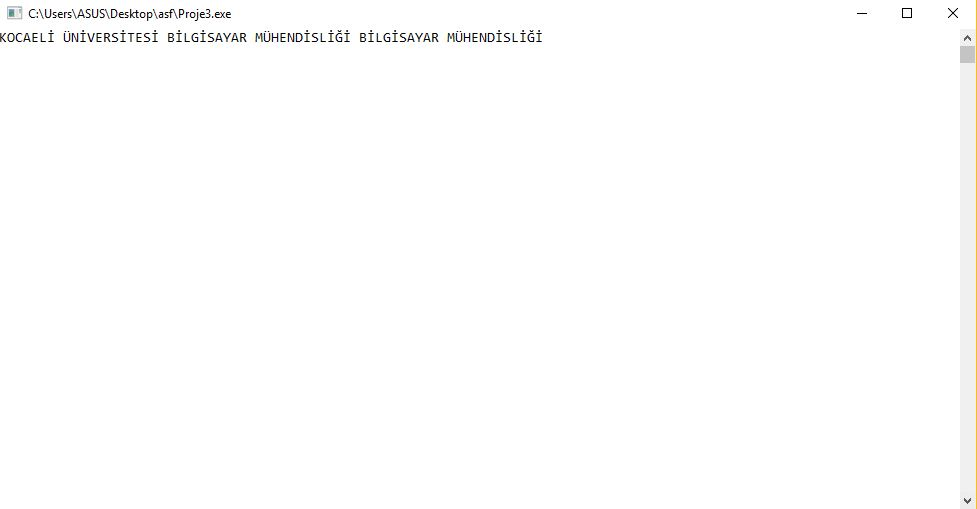 C:\Users\ASUS\Desktop\asf\Proje3.exe
KOCAELİ ÜNİVERSİTESİ BİLGİSAYAR MÜHENDİSLİĞİ BİLGİSAYAR MÜHENDİSLİĞİ